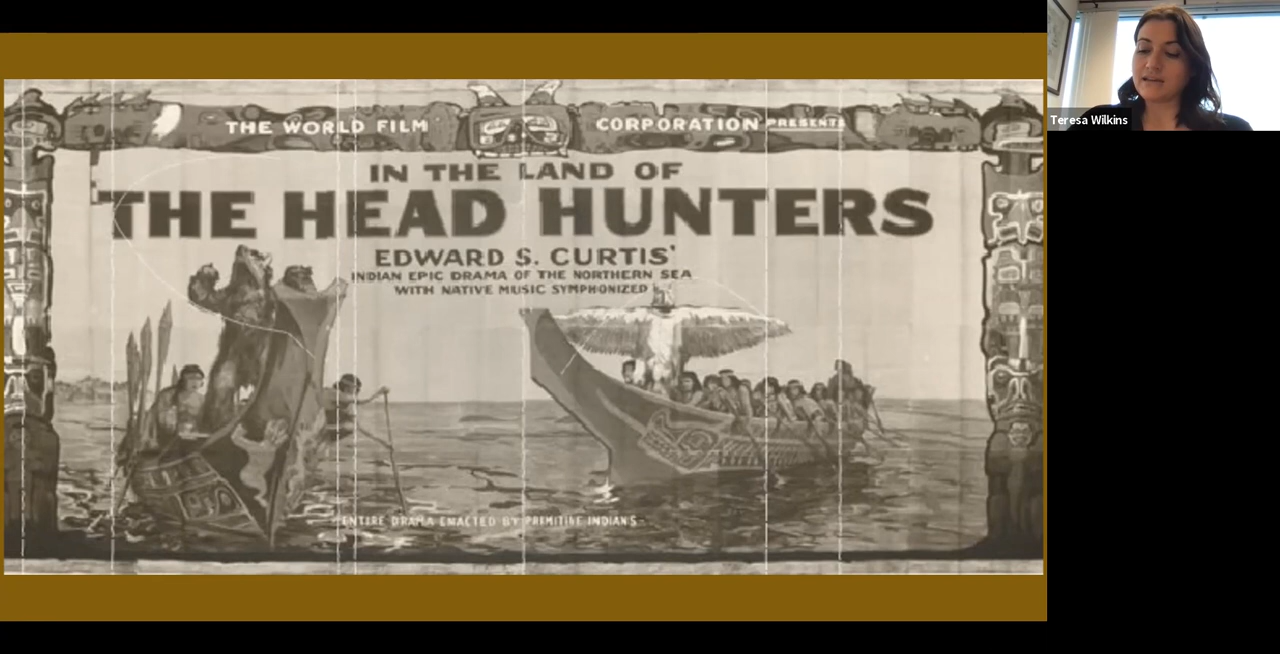 THE WORLD FILM CORPORATION PRESENTS
IN THE LAND OF
THE HEAD HUNTERS
EDWARD S. CURTIS'
INDIAN EPIC DRAMA OF THE NORTHERN SEA
WITH NATIVE MUSIC SYMPHONIZED
ENTIRE DRAMA ENACTED BY PRIMITIVE INDIANS
Teresa Wilkins